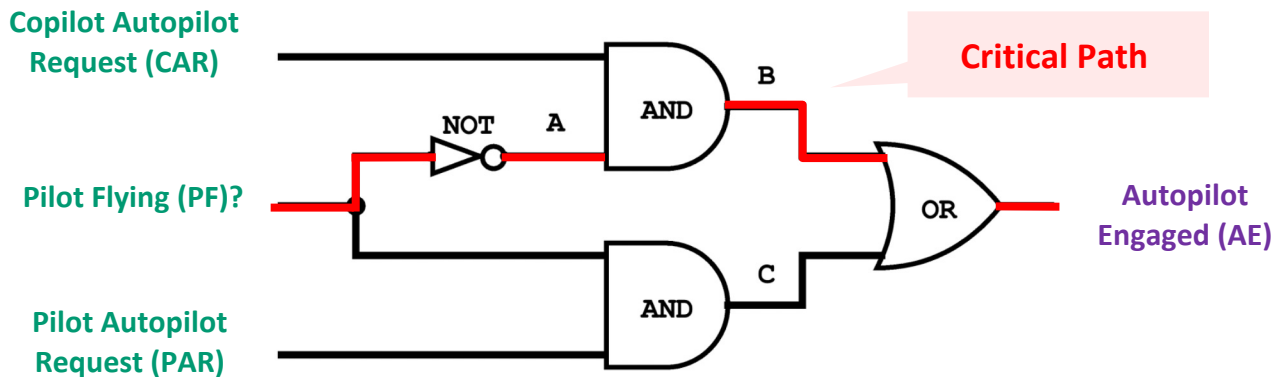 Copilot Autopilot
Request (CAR)
Critical Path
B
AND
NOT
A
Pilot Flying (PF)?
OR
Autopilot
Engaged (AE)
C
AND
Pilot Autopilot
Request (PAR)